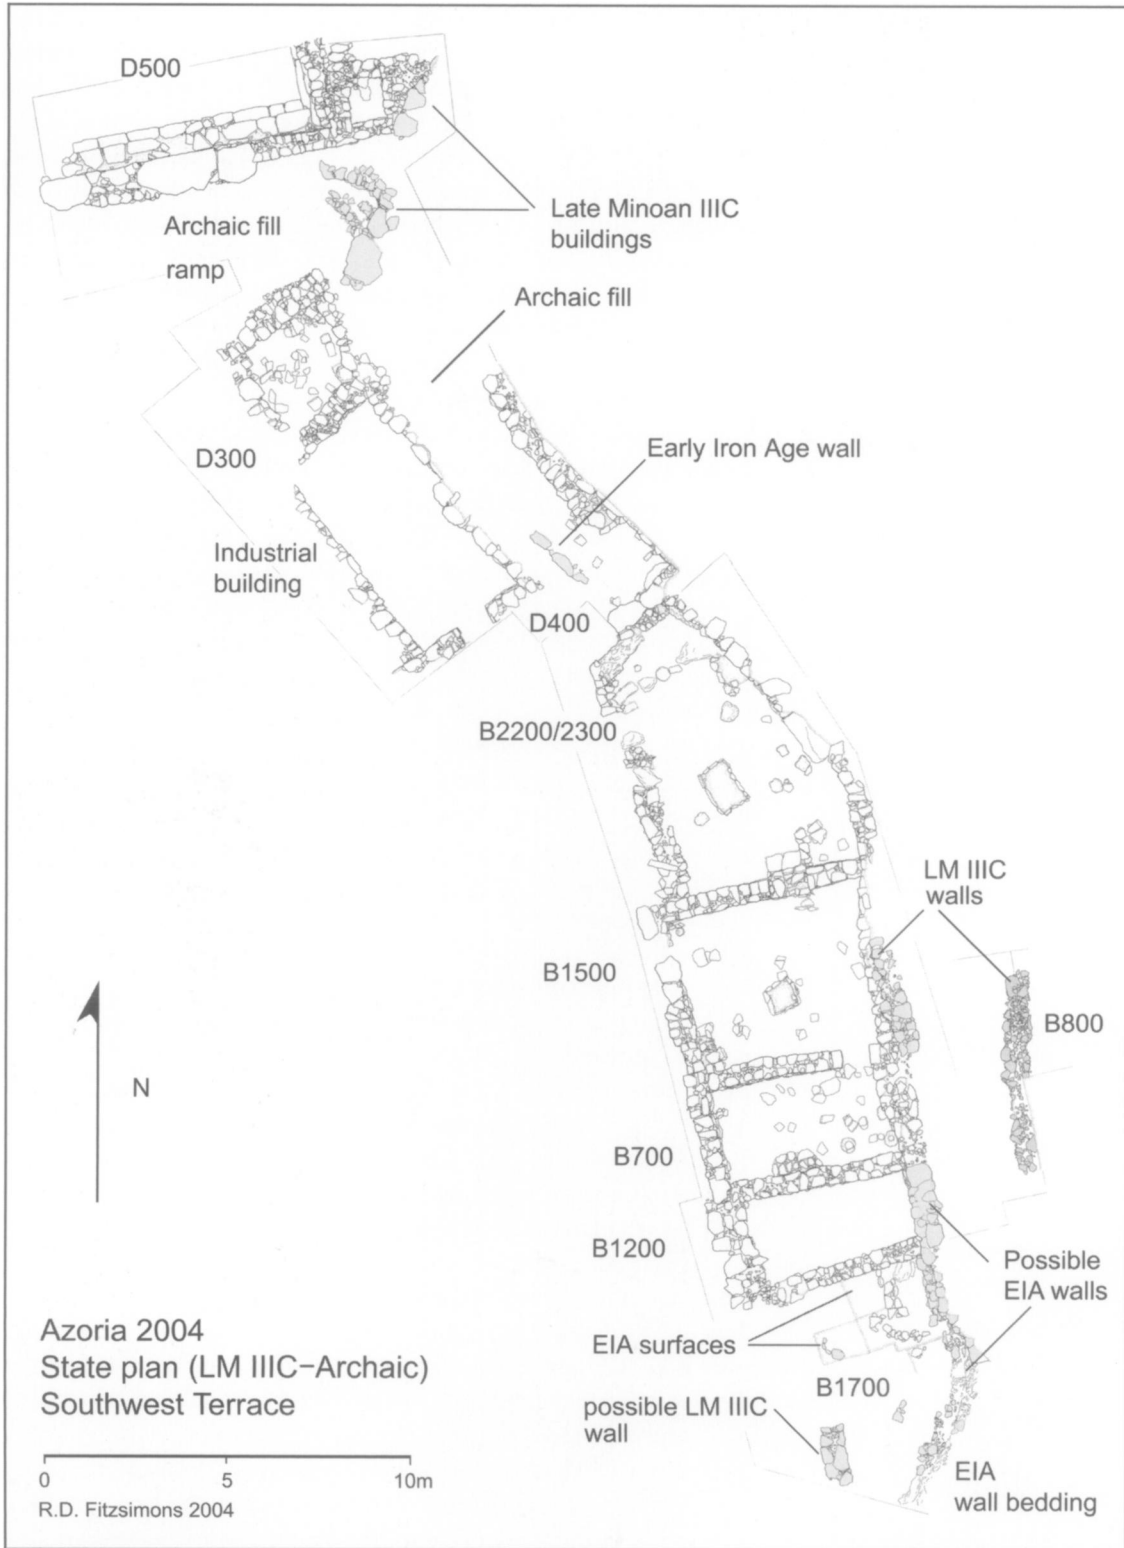 D500
Late Minoan IIIC
buildings
Archaic fill
ramp
Archaic fill
Early Iron Age wall
D300
Industrial
building
D400
B2200/2300
LM IIIC
walls
B1500
B800
N
B700
B1200
Possible
EIA walls
EIA surfaces
B1700
possible LM IIIC
wall
EIA
wall bedding
Azoria 2004
State plan (LM IIIC–Archaic)
Southwest Terrace
0 5 10m
R.D. Fitzsimons 2004